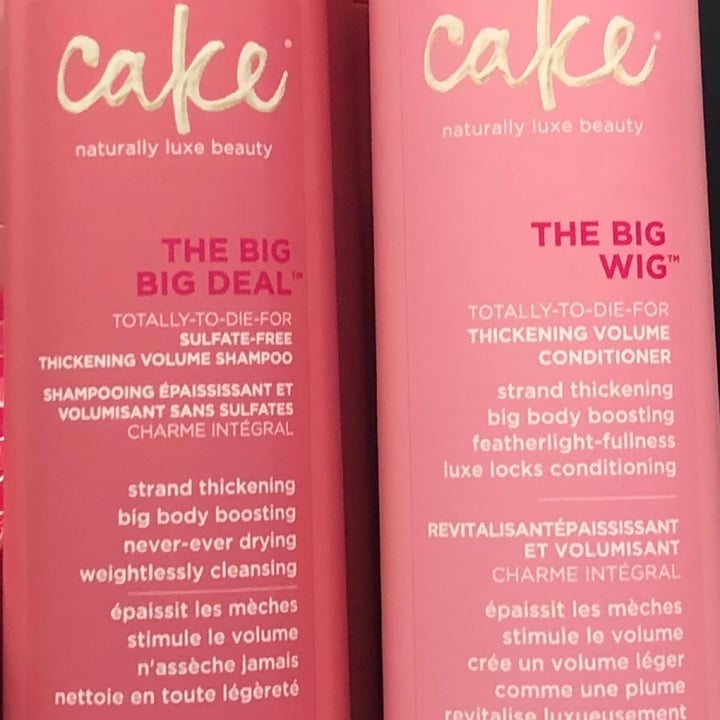 cake
naturally luxe beauty
THE BIG
BIG DEAL™
TOTALLY-TO-DIE-FOR
SULFATE-FREE
THICKENING VOLUME SHAMPOO
SHAMPOOING ÉPAISSISSANT ET
VOLUMISANT SANS SULFATES
CHARME INTÉGRAL
strand thickening
big body boosting
never-ever drying
weightlessly cleansing
épaissit les mèches
stimule le volume
n'assèche jamais
nettoie en toute légèreté
cake
naturally luxe beauty
THE BIG
WIG™
TOTALLY-TO-DIE-FOR
THICKENING VOLUME
CONDITIONER
strand thickening
big body boosting
featherlight-fullness
luxe locks conditioning
REVITALISANTÉPAISSISSANT
ET VOLUMISANT
CHARME INTÉGRAL
épaissit les mèches
stimule le volume
crée un volume léger
comme une plume
revitalise luxueusement